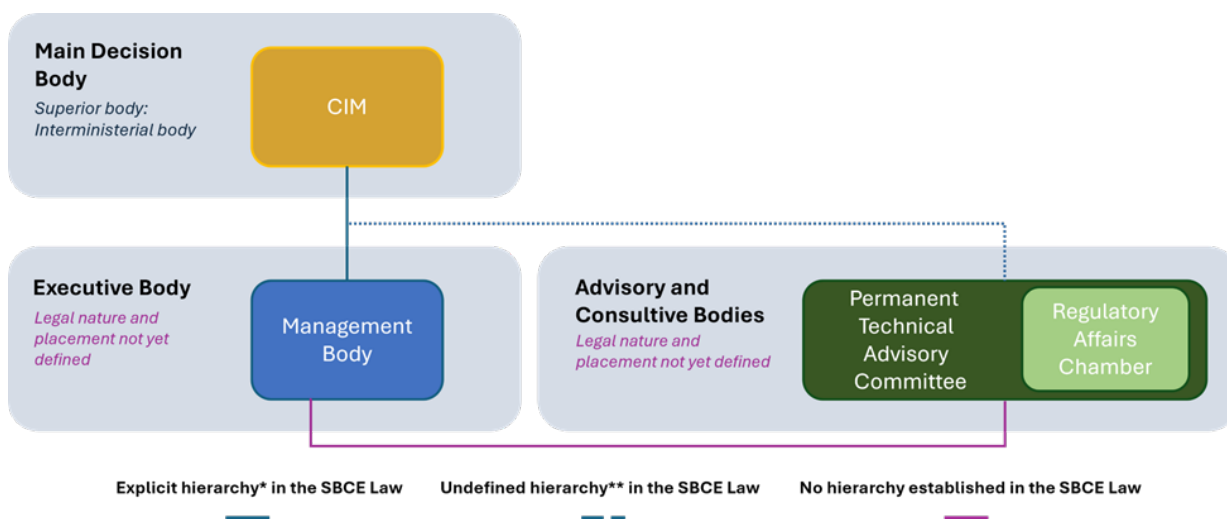 Main Decision
Body
Superior body:
Interministerial body
CIM
Executive Body
Legal nature and
placement not yet
defined
Management
Body
Advisory and
Consultive Bodies
Legal nature and
placement not yet defined
Permanent
Technical
Advisory
Committee
Regulatory
Affairs
Chamber
Explicit hierarchy* in the SBCE Law
Undefined hierarchy** in the SBCE Law
No hierarchy established in the SBCE Law